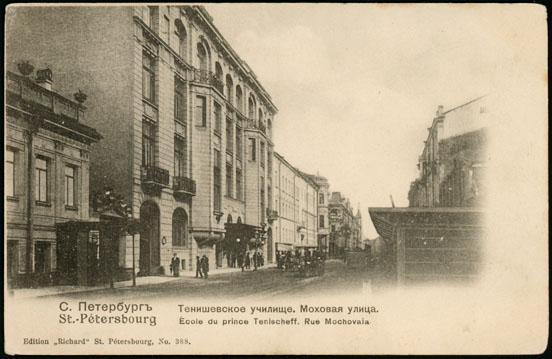 С. Петербургъ
St.-Pétersbourg
Тенишевское училище. Моховая улица.
École du prince Tenischeff. Rue Mochovaia
Edition „Richard" St. Pétersbourg, No. 388.